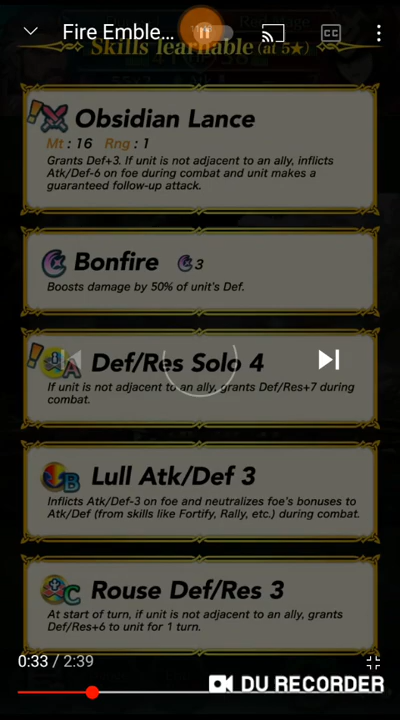 Fire Emble...
CC
Skills learnable (at 5★)
Obsidian Lance
Mt : 16 Rng : 1
Grants Def+3. If unit is not adjacent to an ally, inflicts
Atk/Def-6 on foe during combat and unit makes a
guaranteed follow-up attack.
Bonfire 3
Boosts damage by 50% of unit's Def.
A Def/Res Solo 4
If unit is not adjacent to an ally, grants Def/Res+7 during
combat.
B Lull Atk/Def 3
Inflicts Atk/Def-3 on foe and neutralizes foe's bonuses to
Atk/Def (from skills like Fortify, Rally, etc.) during combat.
C Rouse Def/Res 3
At start of turn, if unit is not adjacent to an ally, grants
Def/Res+6 to unit for 1 turn.
0:33 / 2:39
DU RECORDER